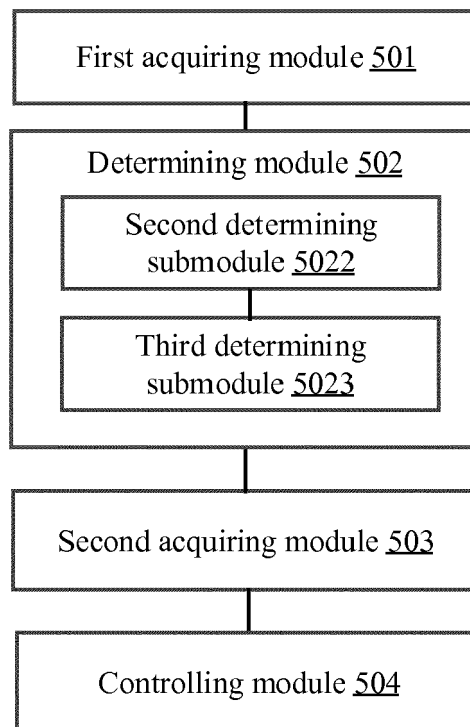 First acquiring module 501
Determining module 502
Second determining
submodule 5022
Third determining
submodule 5023
Second acquiring module 503
Controlling module 504